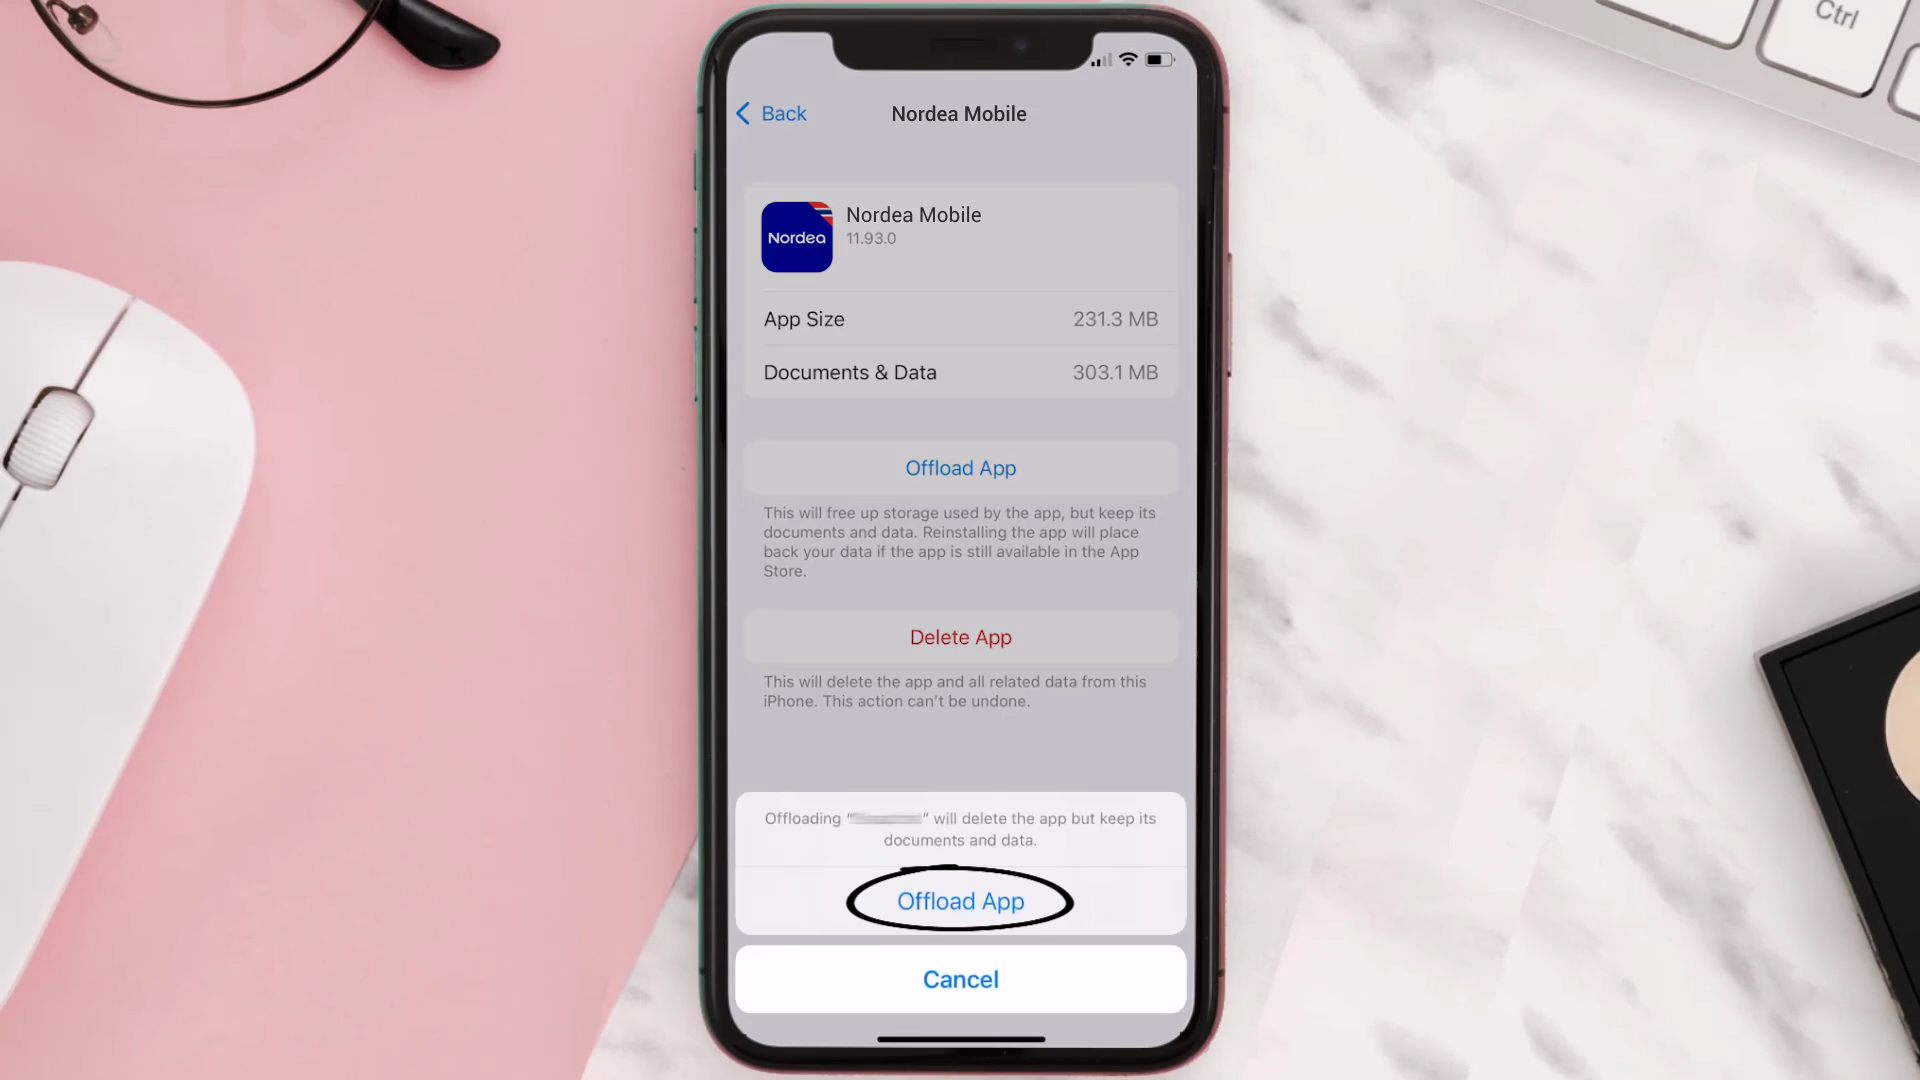 Ctrl
Back
Nordea Mobile
Nordea
Nordea Mobile
11.93.0
App Size
231.3 MB
Documents & Data
303.1 MB
Offload App
This will free up storage used by the app, but keep its
documents and data. Reinstalling the app will place
back your data if the app is still available in the App
Store.
Delete App
This will delete the app and all related data from this
iPhone. This action can't be undone.
Offloading "" will delete the app but keep its
documents and data.
Offload App
Cancel